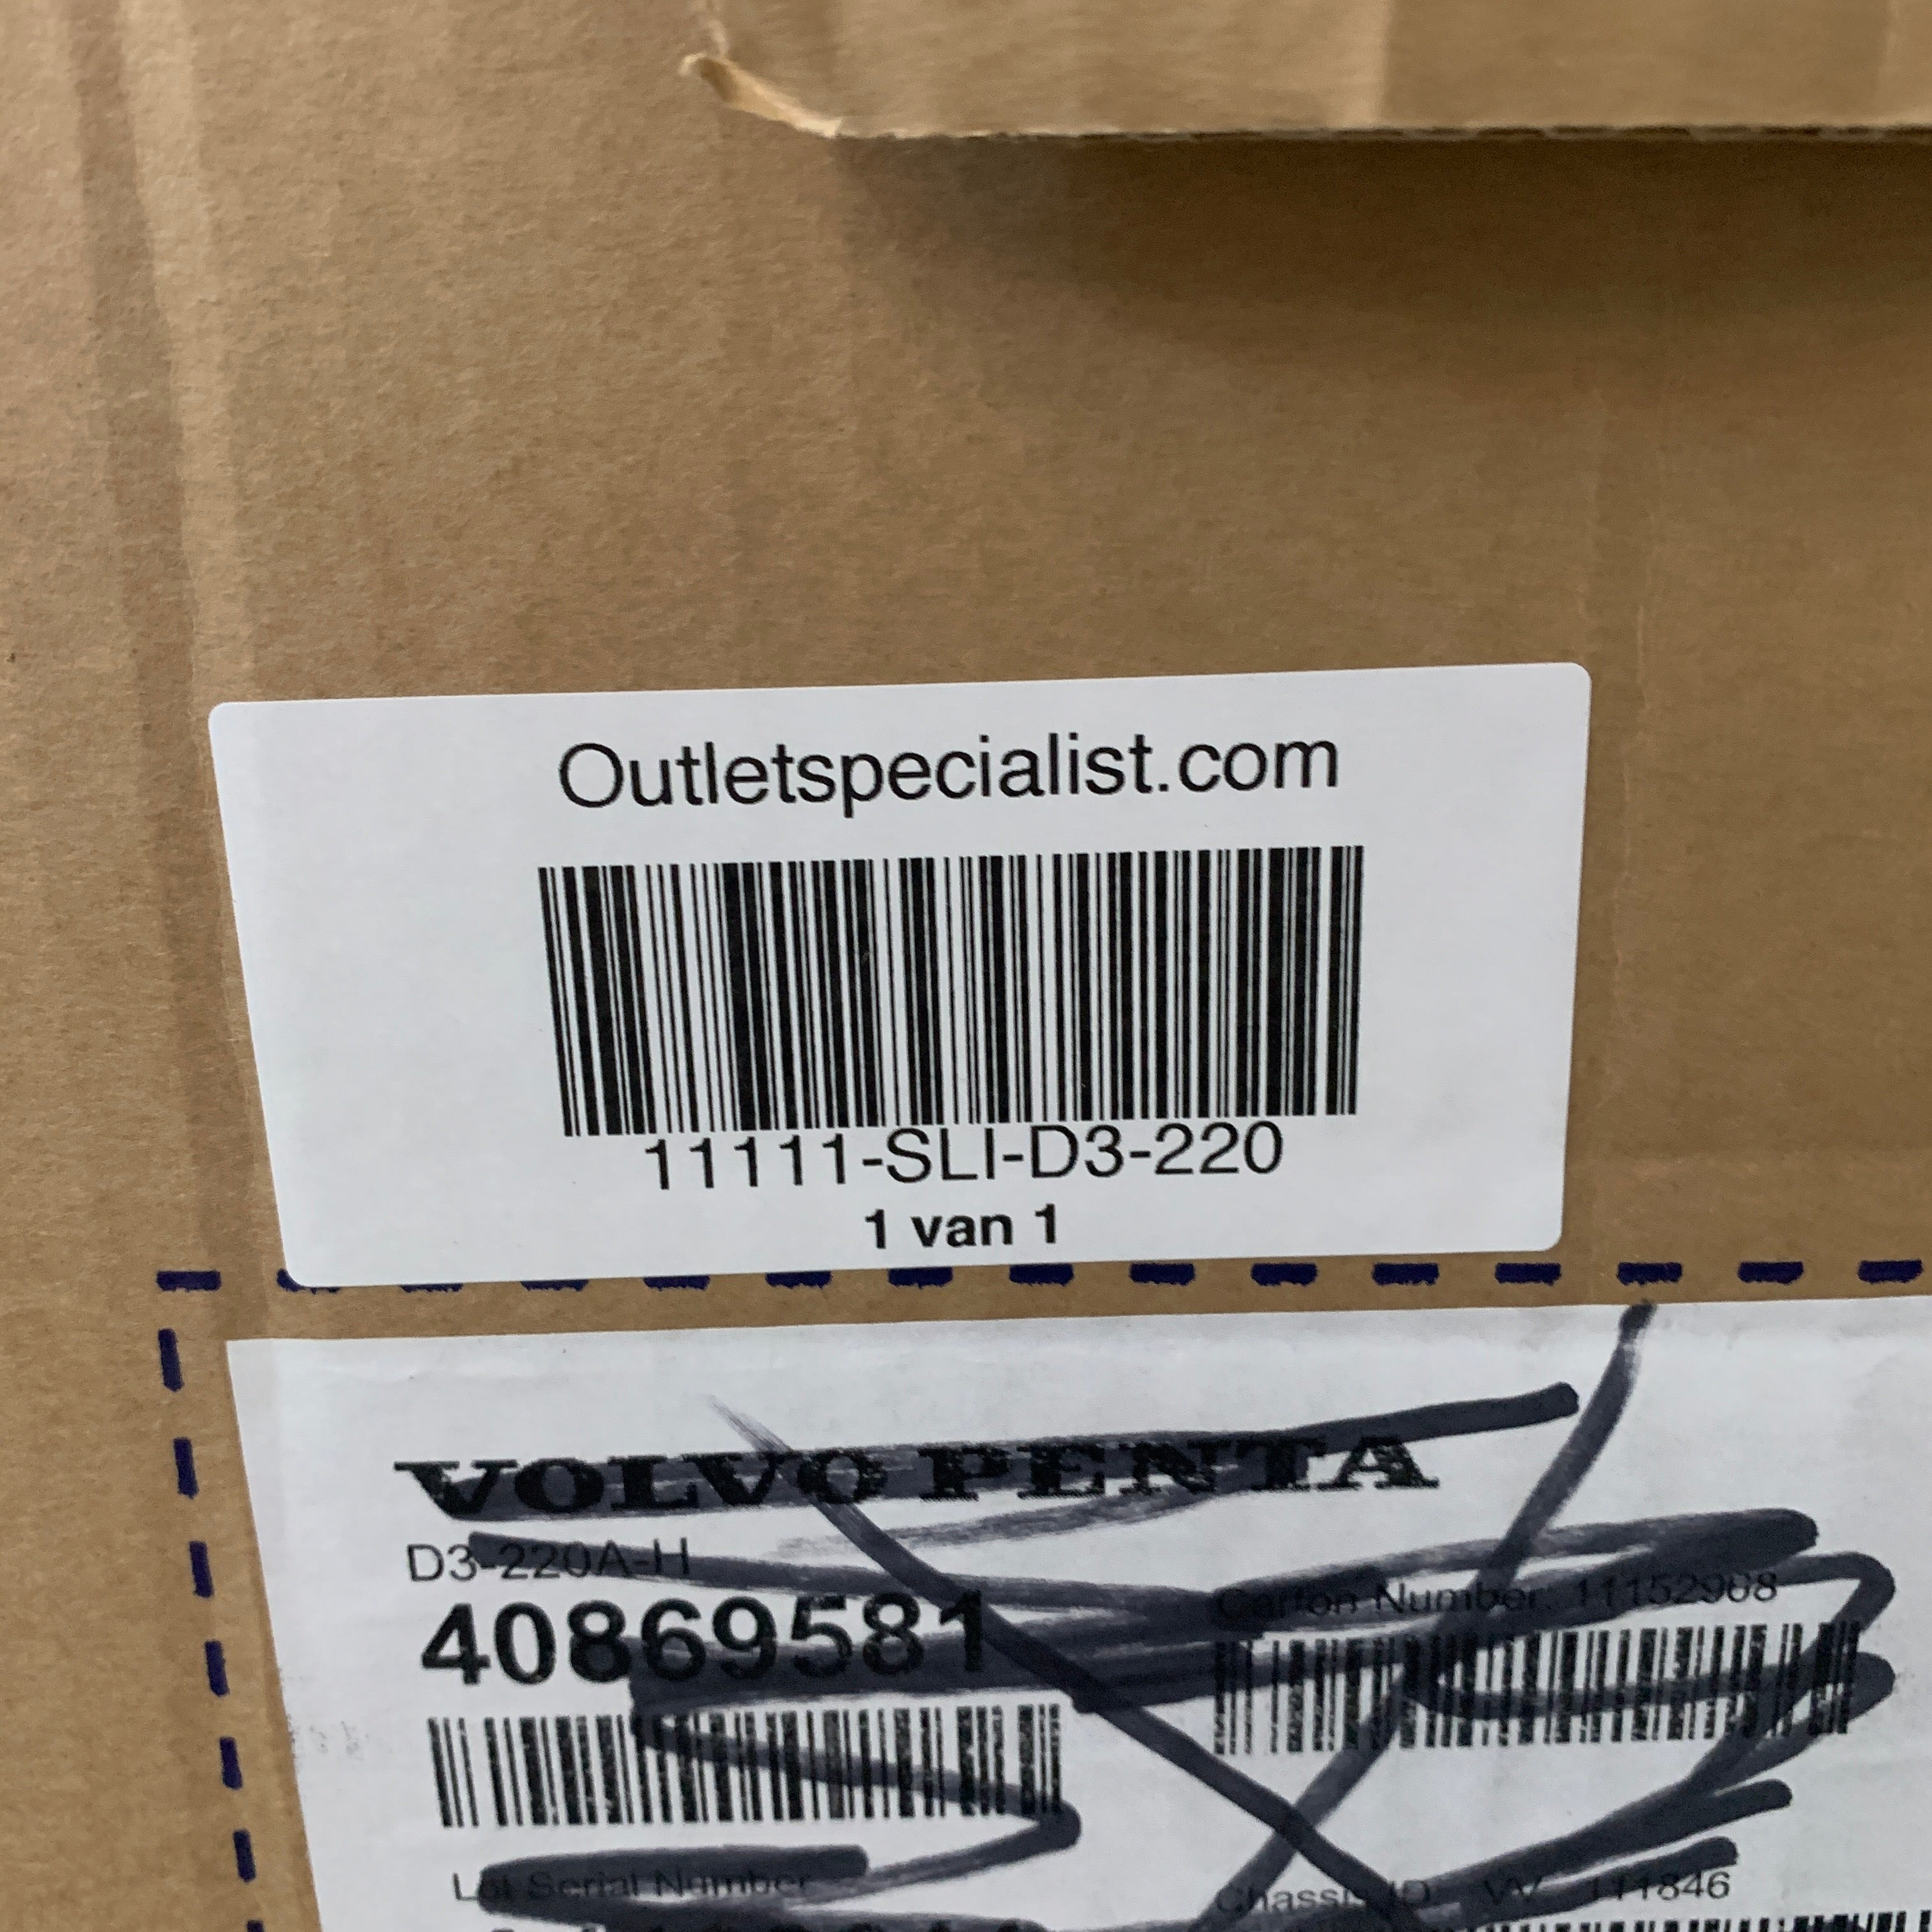 Outletspecialist.com
11111-SLI-D3-220
1 van 1
VOLVO PENTA
D3-220A-H
40869581
Carton Number: 11152968
Lot Serial Number
Chassis ID